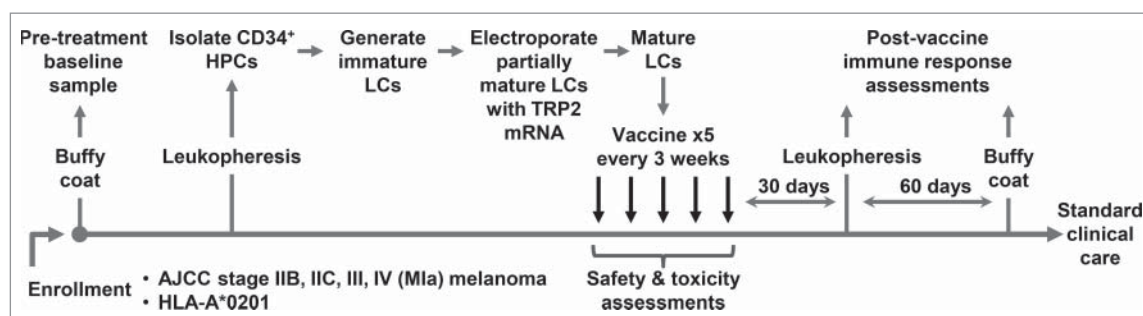 Pre-treatment
baseline
sample
Isolate CD34+
HPCs
Generate
immature
LCs
Electroporate
partially
mature LCs
with TRP2
mRNA
Mature
LCs
Post-vaccine
immune response
assessments
Buffy
coat
Leukopheresis
Vaccine x5
every 3 weeks
Leukopheresis
Buffy
coat
30 days
60 days
Standard
clinical
care
Enrollment
• AJCC stage IIB, IIC, III, IV (MIa) melanoma
• HLA-A*0201
Safety & toxicity
assessments